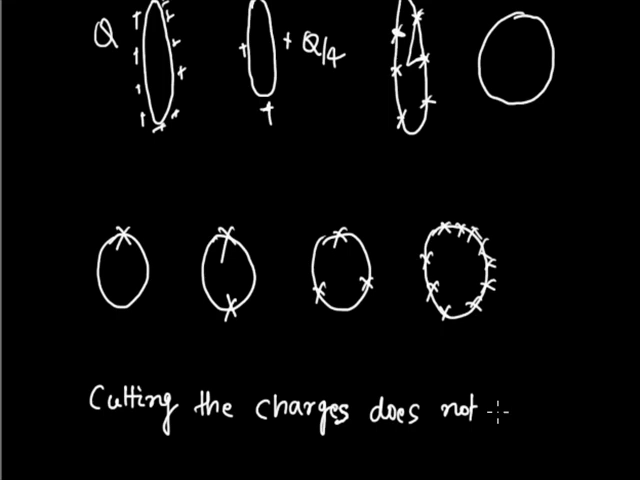 Q + Q/4
Cutting the charges does not